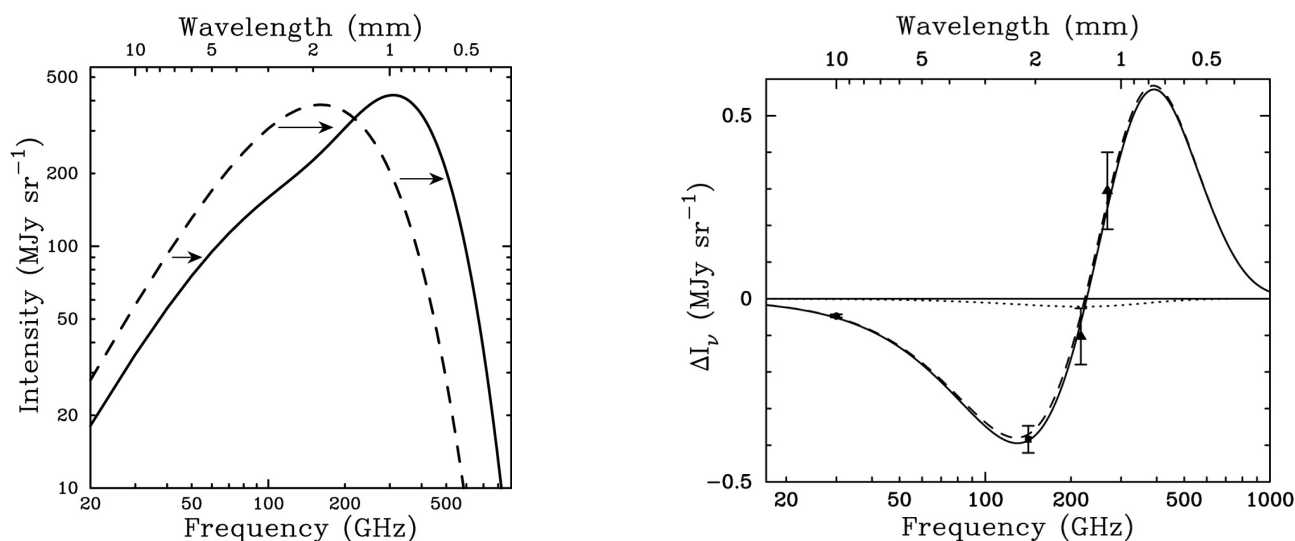 Wavelength (mm)
10 5 2 1 0.5
500
200
100
50
20
10
Intensity (MJy sr⁻¹)
20 50 100 200 500
Frequency (GHz)
Wavelength (mm)
10 5 2 1 0.5
0.5
0
−0.5
ΔIν (MJy sr⁻¹)
20 50 100 200 500 1000
Frequency (GHz)